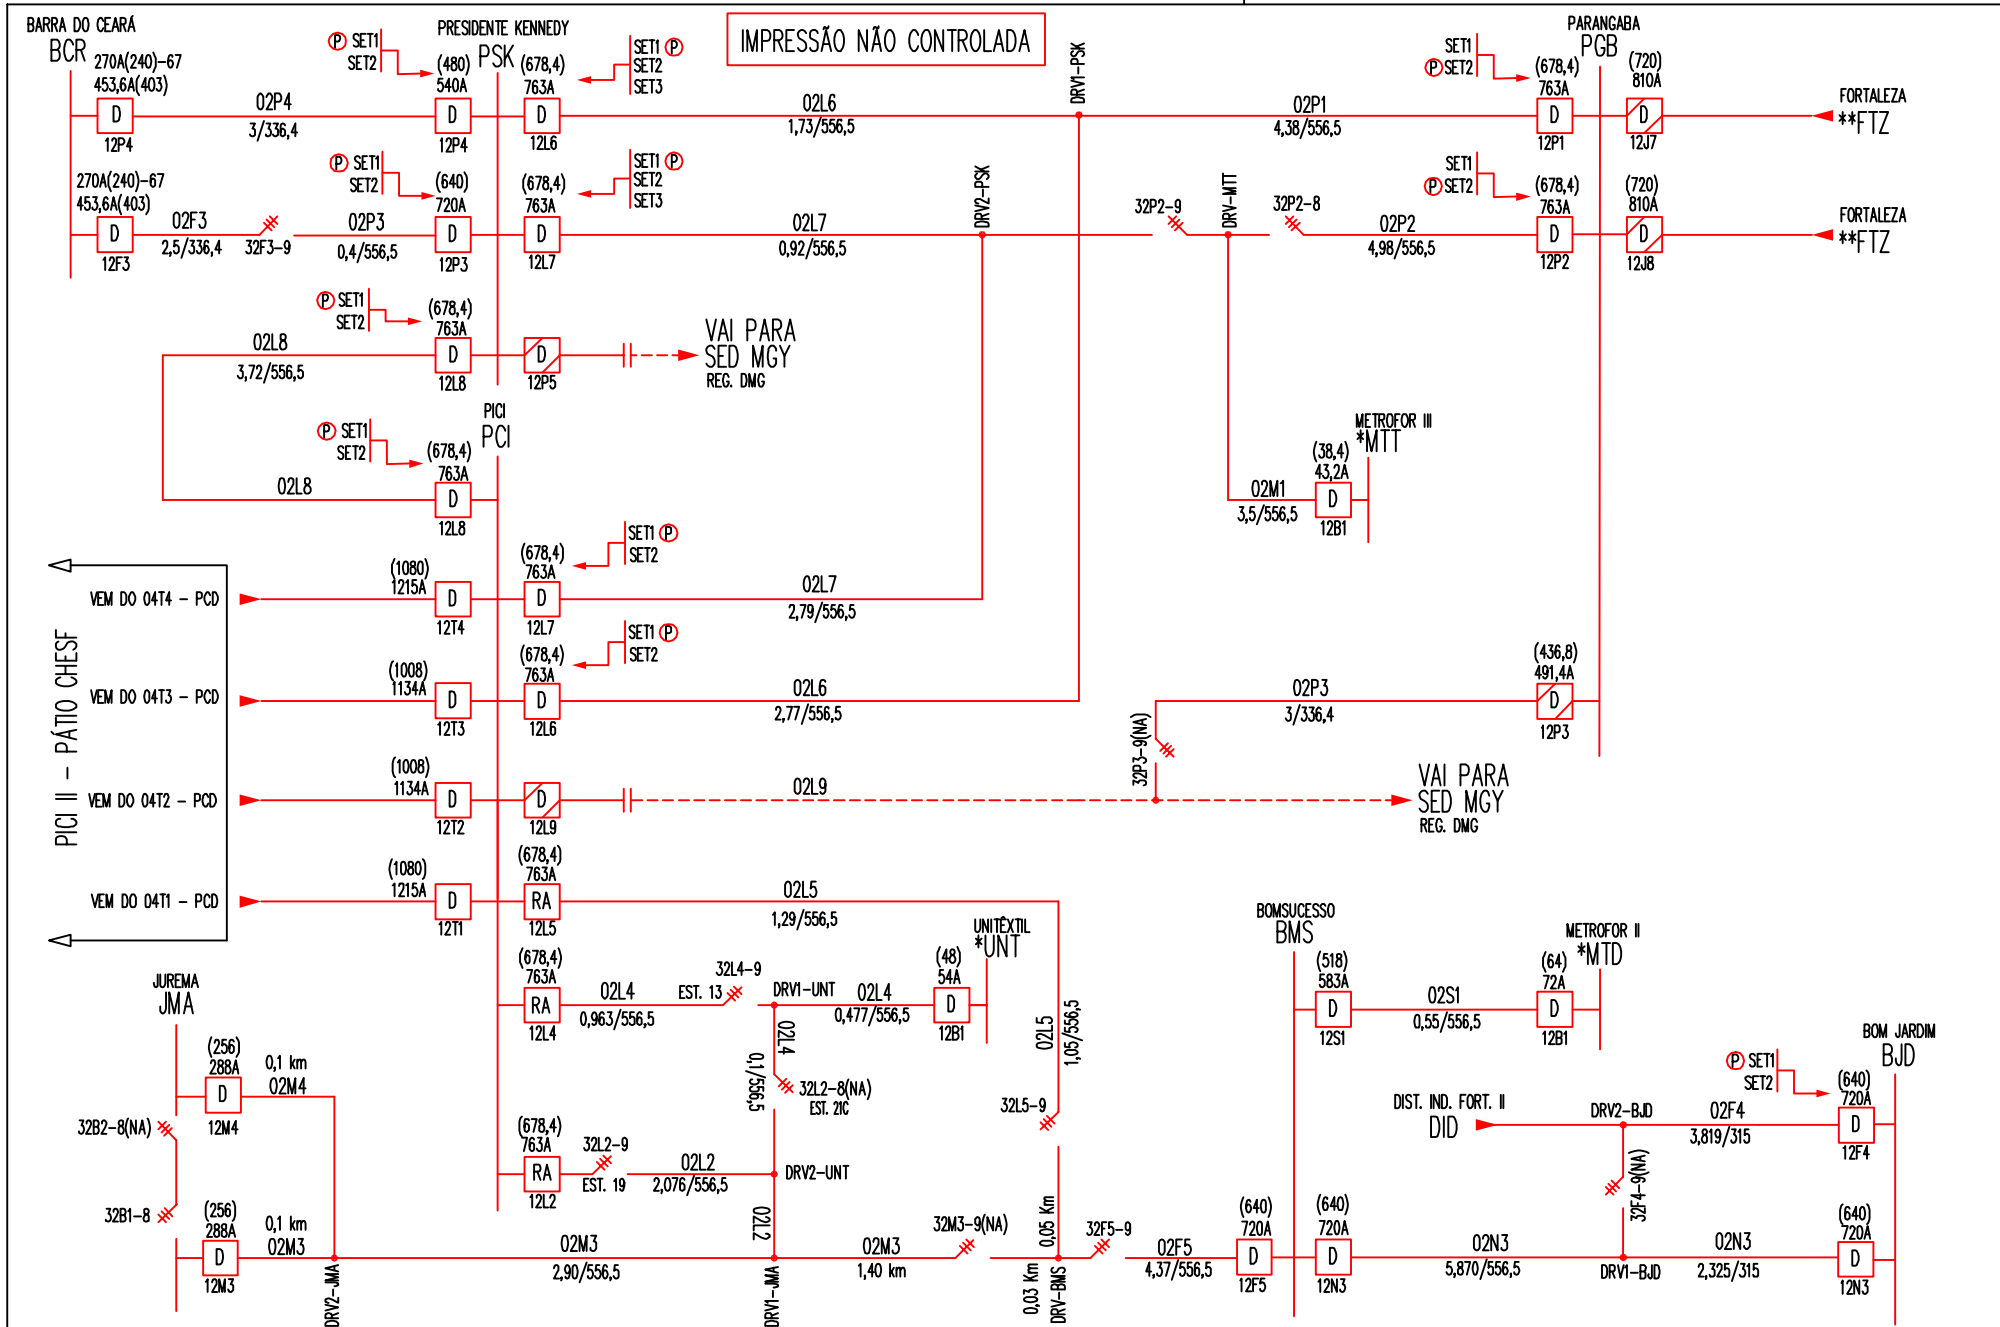 IMPRESSÃO NÃO CONTROLADA
BARRA DO CEARÁ
BCR
270A(240)-67
453,6A(403)
D
12P4
02P4
3/336,4
P SET1
SET2
(480)
540A
D
12P4
PRESIDENTE KENNEDY
PSK
(678,4)
763A
D
12L6
SET1 P
SET2
SET3
02L6
1,73/556,5
DRV1-PSK
02P1
4,38/556,5
SET1
P SET2
(678,4)
763A
D
12P1
PARANGABA
PGB
(720)
810A
D
12J7
FORTALEZA
**FTZ
270A(240)-67
453,6A(403)
D
12F3
02F3
2,5/336,4
32F3-9
02P3
0,4/556,5
P SET1
SET2
(640)
720A
D
12P3
(678,4)
763A
D
12L7
SET1 P
SET2
SET3
02L7
0,92/556,5
DRV2-PSK
32P2-9
DRV-MTT
32P2-8
02P2
4,98/556,5
SET1
P SET2
(678,4)
763A
D
12P2
(720)
810A
D
12J8
FORTALEZA
**FTZ
02L8
3,72/556,5
P SET1
SET2
(678,4)
763A
D
12L8
D
12P5
VAI PARA
SED MGY
REG. DMG
PICI
PCI
P SET1
SET2
(678,4)
763A
D
12L8
02L8
METROFOR III
*MTT
(38,4)
43,2A
D
12B1
02M1
3,5/556,5
PICI II - PÁTIO CHESF
VEM DO 04T4 - PCD
(1080)
1215A
D
12T4
(678,4)
763A
D
12L7
SET1 P
SET2
02L7
2,79/556,5
VEM DO 04T3 - PCD
(1008)
1134A
D
12T3
(678,4)
763A
D
12L6
SET1 P
SET2
02L6
2,77/556,5
02P3
3/336,4
32P3-9(NA)
(436,8)
491,4A
D
12P3
VEM DO 04T2 - PCD
(1008)
1134A
D
12T2
D
12L9
02L9
VAI PARA
SED MGY
REG. DMG
VEM DO 04T1 - PCD
(1080)
1215A
D
12T1
(678,4)
763A
RA
12L5
02L5
1,29/556,5
(678,4)
763A
RA
12L4
02L4
0,963/556,5
EST. 13
32L4-9
DRV1-UNT
02L4
0,477/556,5
(48)
54A
D
12B1
UNITÊXTIL
*UNT
02L4
0,1/556,5
32L2-8(NA)
EST. 21C
02L5
1,05/556,5
32L5-9
(678,4)
763A
RA
12L2
32L2-9
EST. 19
02L2
2,076/556,5
DRV2-UNT
02L2
JUREMA
JMA
(256)
288A
D
12M4
0,1 km
02M4
32B2-8(NA)
32B1-8
(256)
288A
D
12M3
0,1 km
02M3
DRV2-JMA
02M3
2,90/556,5
DRV1-JMA
02M3
1,40 km
32M3-9(NA)
0,05 Km
0,03 Km
DRV-BMS
32F5-9
02F5
4,37/556,5
(640)
720A
D
12F5
BOMSUCESSO
BMS
(518)
583A
D
12S1
02S1
0,55/556,5
METROFOR II
*MTD
(64)
72A
D
12B1
(640)
720A
D
12N3
02N3
5,870/556,5
DRV1-BJD
02N3
2,325/315
(640)
720A
D
12N3
DIST. IND. FORT. II
DID
DRV2-BJD
32F4-9(NA)
02F4
3,819/315
P SET1
SET2
(640)
720A
D
12F4
BOM JARDIM
BJD